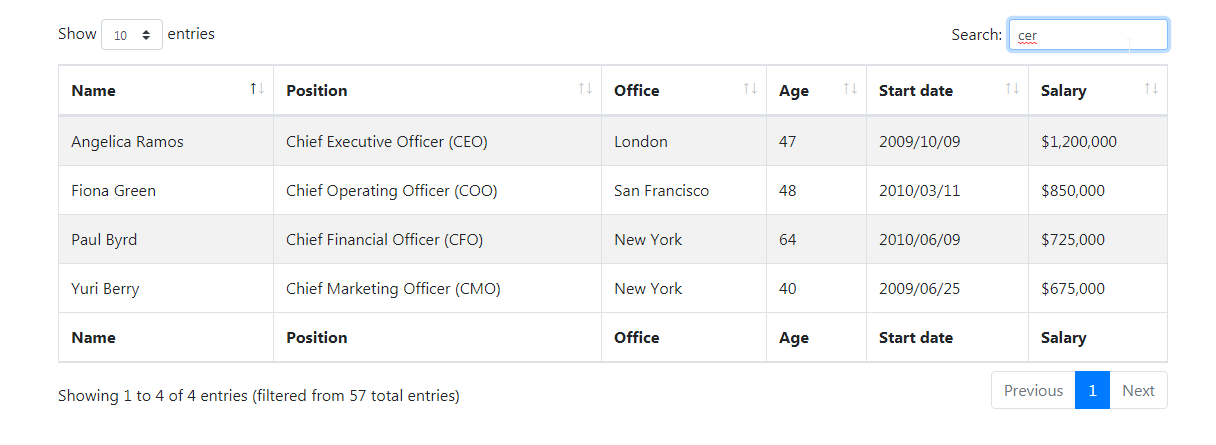 Show 10 entries Search: cer
Name Position Office Age Start date Salary
Angelica Ramos Chief Executive Officer (CEO) London 47 2009/10/09 $1,200,000
Fiona Green Chief Operating Officer (COO) San Francisco 48 2010/03/11 $850,000
Paul Byrd Chief Financial Officer (CFO) New York 64 2010/06/09 $725,000
Yuri Berry Chief Marketing Officer (CMO) New York 40 2009/06/25 $675,000
Name Position Office Age Start date Salary
Showing 1 to 4 of 4 entries (filtered from 57 total entries) Previous 1 Next